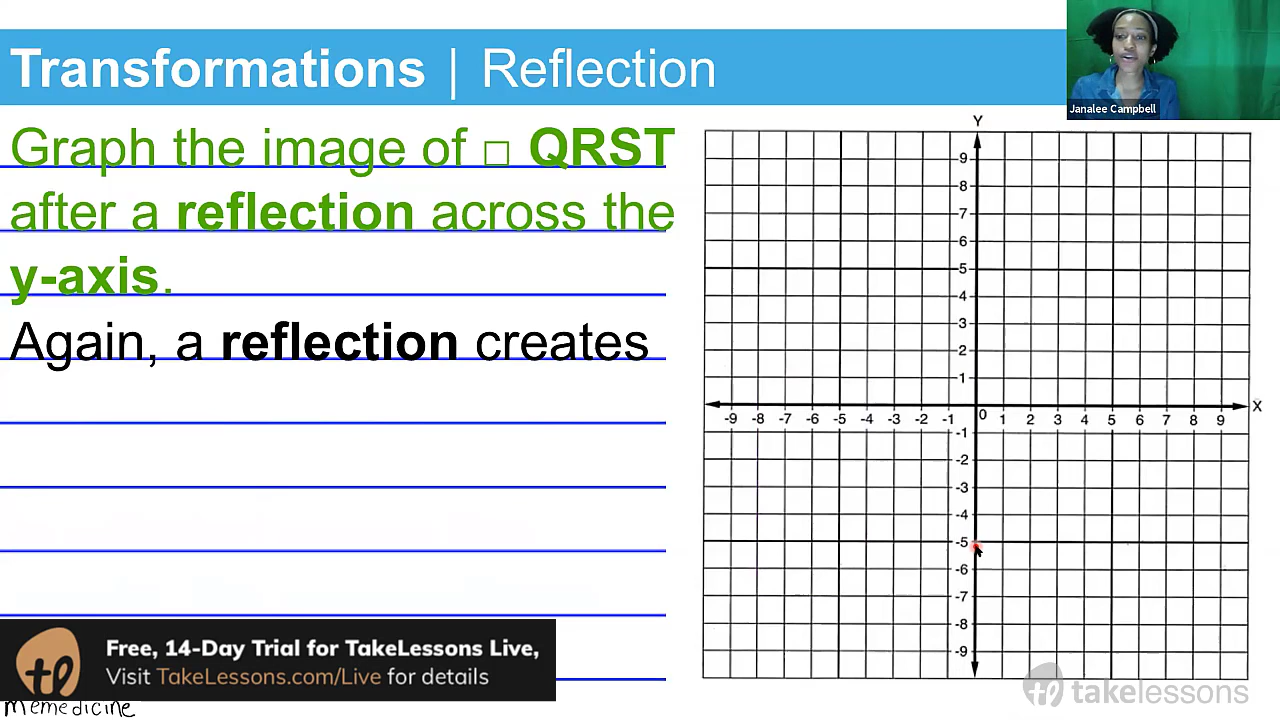 Transformations | Reflection
Janalee Campbell
Graph the image of □ QRST
after a reflection across the
y-axis.
Again, a reflection creates
Y
9
8
7
6
5
4
3
2
1
X
-9 -8 -7 -6 -5 -4 -3 -2 -1 0 1 2 3 4 5 6 7 8 9
-1
-2
-3
-4
-5
-6
-7
-8
-9
tl Free, 14-Day Trial for TakeLessons Live,
Visit TakeLessons.com/Live for details
tl takelessons
memedicine